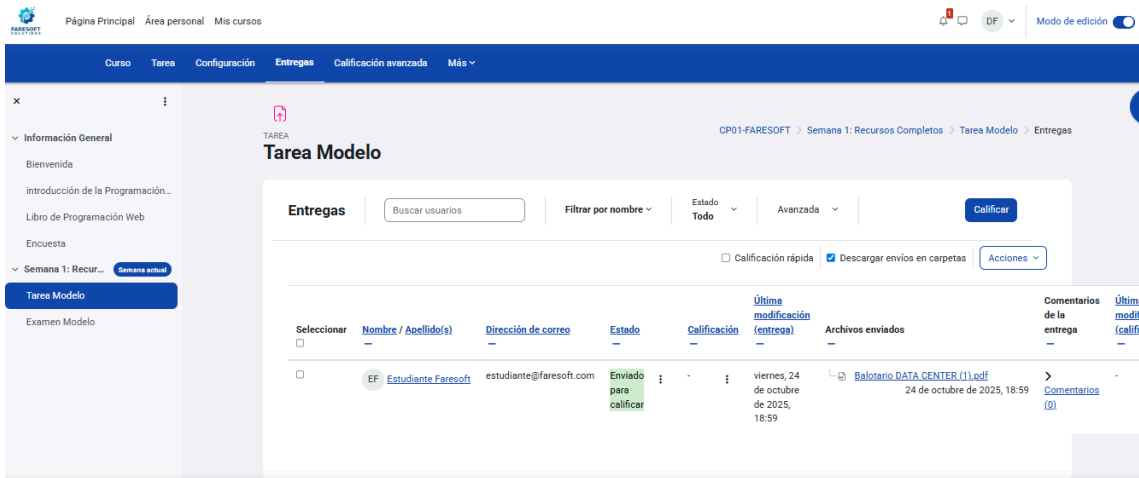 FARESOFT
SOLUTIONS
Página Principal Área personal Mis cursos
1
DF
Modo de edición
Curso Tarea Configuración Entregas Calificación avanzada Más
Información General
Bienvenida
introducción de la Programación...
Libro de Programación Web
Encuesta
Semana 1: Recur... Semana actual
Tarea Modelo
Examen Modelo
TAREA
Tarea Modelo
CP01-FARESOFT > Semana 1: Recursos Completos > Tarea Modelo > Entregas
Entregas
Buscar usuarios
Filtrar por nombre
Estado
Todo
Avanzada
Calificar
Calificación rápida
Descargar envíos en carpetas
Acciones
Seleccionar
Nombre / Apellido(s)
Dirección de correo
Estado
Calificación
Última
modificación
(entrega)
Archivos enviados
Comentarios
de la
entrega
Última
modif
(califi
EF Estudiante Faresoft
estudiante@faresoft.com
Enviado
para
calificar
-
viernes, 24
de octubre
de 2025,
18:59
Balotario DATA CENTER (1).pdf
24 de octubre de 2025, 18:59
Comentarios
(0)
-